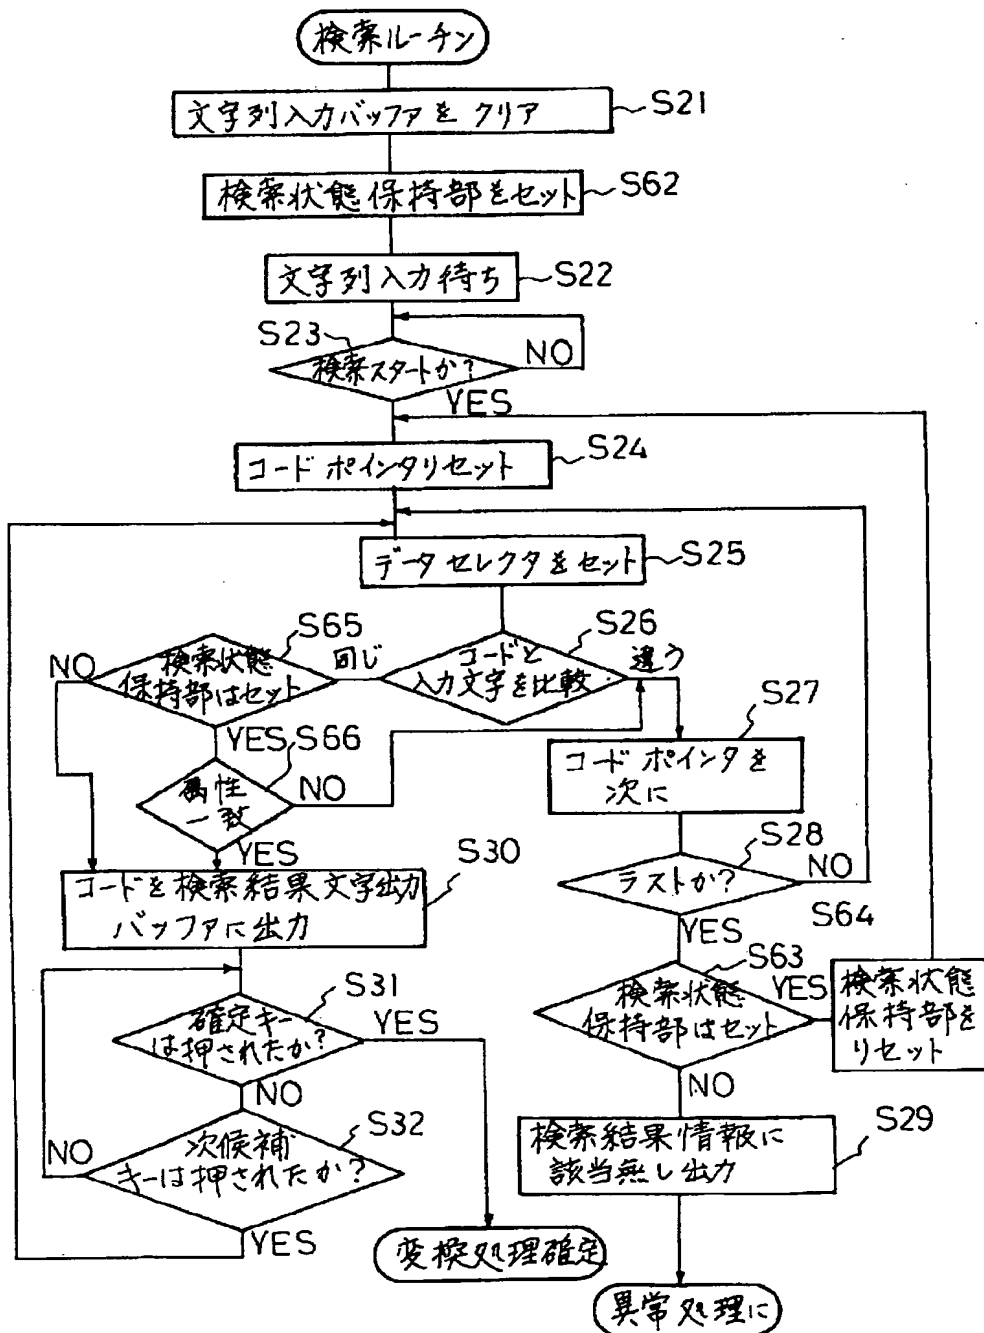 検索ルーチン
文字列入力バッファを クリア
S21
検索状態保持部をセット
S62
文字列入力待ち
S22
S23
検索スタートか?
NO
YES
コード ポインタリセット
S24
データセレクタをセット
S25
S65
検索状態
保持部はセット
NO
同じ
S26
コードと
入力文字を比較
違う
S27
コード ポインタを
次に
YES
S66
属性
一致
NO
YES
S28
ラストか?
NO
S30
コードを検索結果文字出力
バッファに出力
YES
S64
S63
検索状態
保持部はセット
YES
検索状態
保持部を
リセット
S31
確定キー
は押されたか?
YES
NO
NO
S29
検索結果情報に
該当無し出力
S32
次候補
キーは押されたか?
NO
YES
変換処理確定
異常処理に